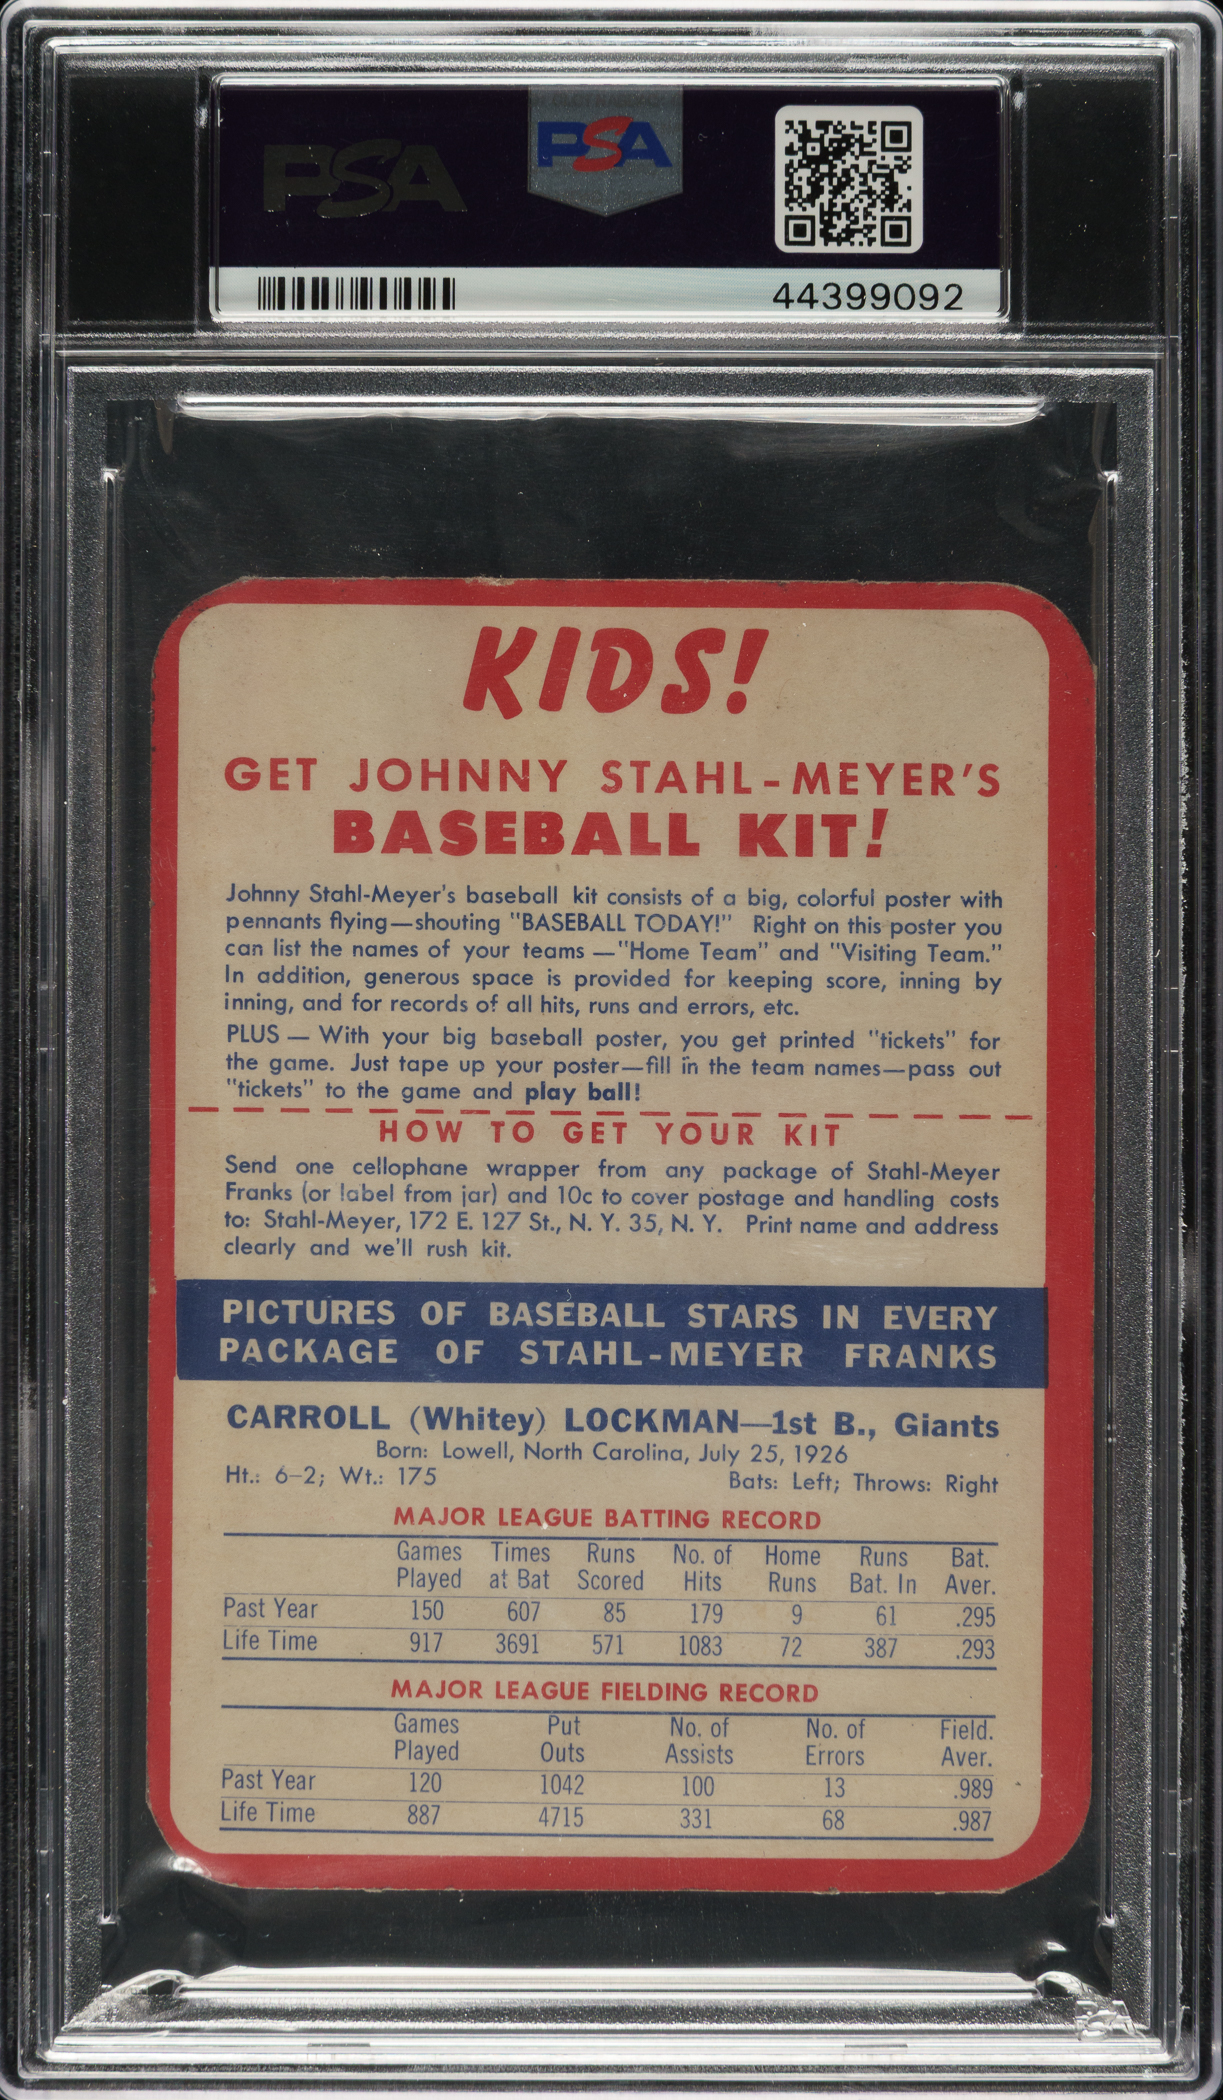 PSA
PSA
44399092
KIDS!
GET JOHNNY STAHL-MEYER'S
BASEBALL KIT!
Johnny Stahl-Meyer's baseball kit consists of a big, colorful poster with
pennants flying—shouting "BASEBALL TODAY!" Right on this poster you
can list the names of your teams —"Home Team" and "Visiting Team."
In addition, generous space is provided for keeping score, inning by
inning, and for records of all hits, runs and errors, etc.
PLUS — With your big baseball poster, you get printed "tickets" for
the game. Just tape up your poster—fill in the team names—pass out
"tickets" to the game and play ball!
HOW TO GET YOUR KIT
Send one cellophane wrapper from any package of Stahl-Meyer
Franks (or label from jar) and 10c to cover postage and handling costs
to: Stahl-Meyer, 172 E. 127 St., N. Y. 35, N. Y. Print name and address
clearly and we'll rush kit.
PICTURES OF BASEBALL STARS IN EVERY
PACKAGE OF STAHL-MEYER FRANKS
CARROLL (Whitey) LOCKMAN—1st B., Giants
Born: Lowell, North Carolina, July 25, 1926
Ht.: 6-2; Wt.: 175 Bats: Left; Throws: Right
MAJOR LEAGUE BATTING RECORD
Games Times Runs No. of Home Runs Bat.
Played at Bat Scored Hits Runs Bat. In Aver.
Past Year 150 607 85 179 9 61 .295
Life Time 917 3691 571 1083 72 387 .293
MAJOR LEAGUE FIELDING RECORD
Games Put No. of No. of Field.
Played Outs Assists Errors Aver.
Past Year 120 1042 100 13 .989
Life Time 887 4715 331 68 .987
PSA